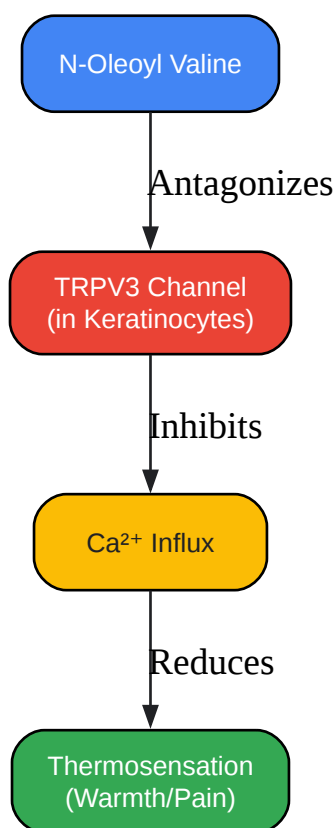 N-Oleoyl Valine
Antagonizes
TRPV3 Channel
(in Keratinocytes)
Inhibits
Ca²⁺ Influx
Reduces
Thermosensation
(Warmth/Pain)